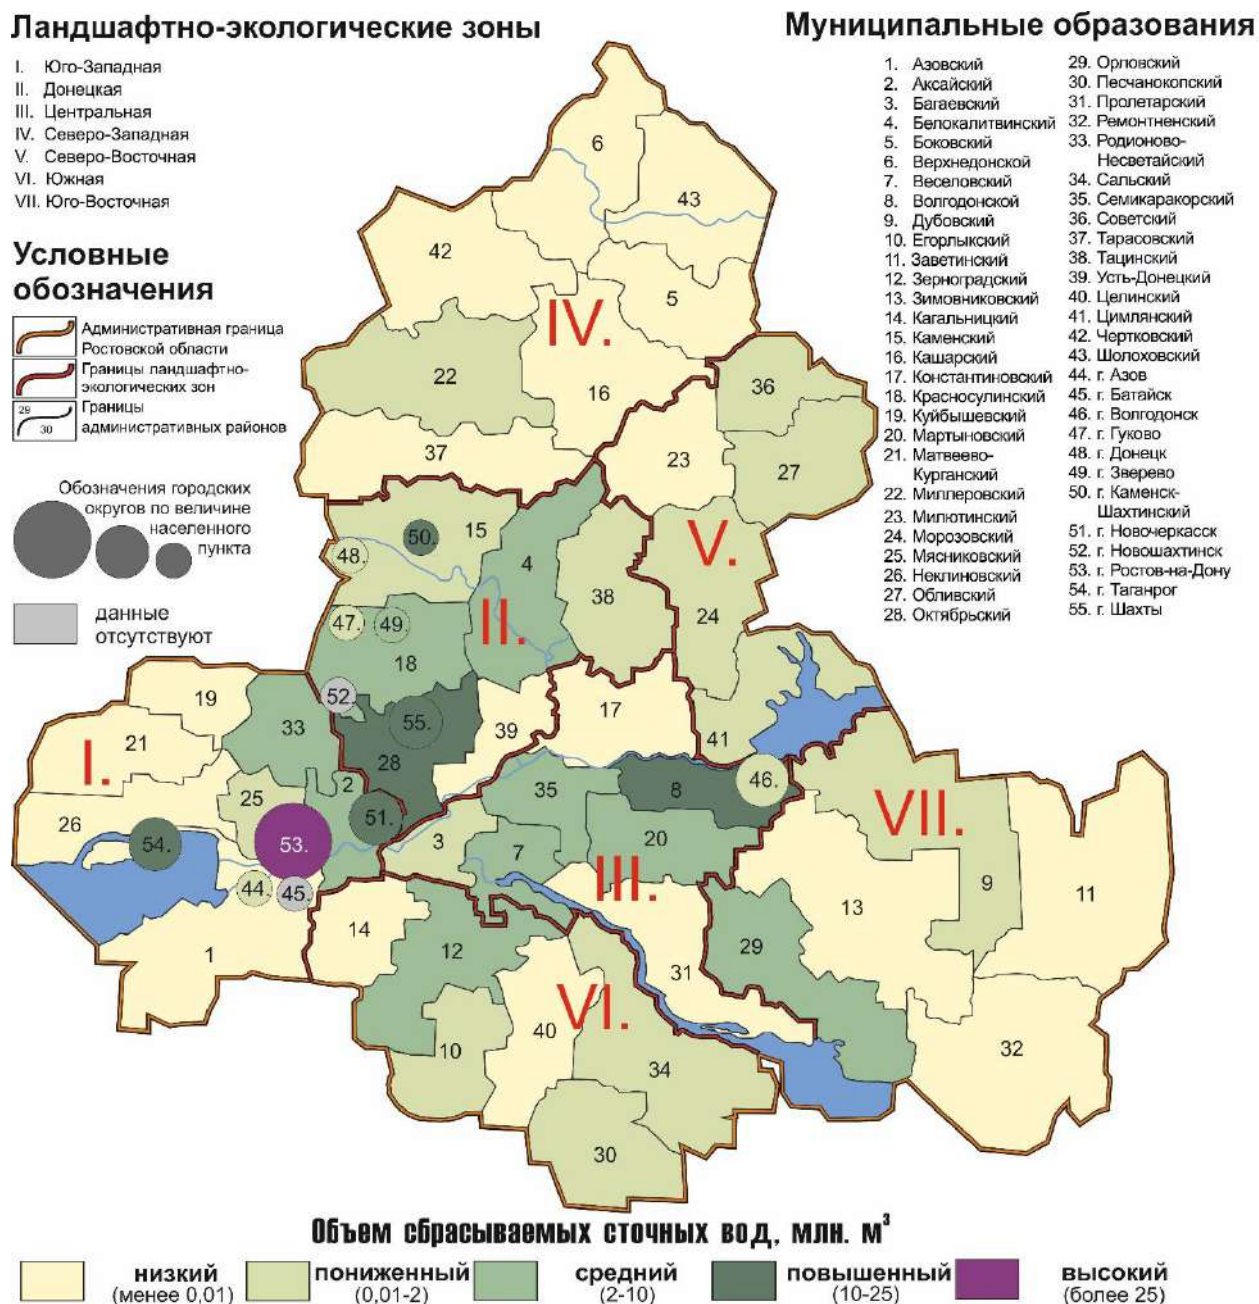 Ландшафтно-экологические зоны
I. Юго-Западная
II. Донецкая
III. Центральная
IV. Северо-Западная
V. Северо-Восточная
VI. Южная
VII. Юго-Восточная
Условные
обозначения
Административная граница
Ростовской области
Границы ландшафтно-
экологических зон
29
30
Границы
административных районов
Обозначения городских
округов по величине
населенного
пункта
данные
отсутствуют
Муниципальные образования
1. Азовский
2. Аксайский
3. Багаевский
4. Белокалитвинский
5. Боковский
6. Верхнедонской
7. Веселовский
8. Волгодонской
9. Дубовский
10. Егорлыкский
11. Заветинский
12. Зерноградский
13. Зимовниковский
14. Кагальницкий
15. Каменский
16. Кашарский
17. Константиновский
18. Красносулинский
19. Куйбышевский
20. Мартыновский
21. Матвеево-
Курганский
22. Миллеровский
23. Милютинский
24. Морозовский
25. Мясниковский
26. Неклиновский
27. Обливский
28. Октябрьский
29. Орловский
30. Песчанокопский
31. Пролетарский
32. Ремонтненский
33. Родионово-
Несветайский
34. Сальский
35. Семикаракорский
36. Советский
37. Тарасовский
38. Тацинский
39. Усть-Донецкий
40. Целинский
41. Цимлянский
42. Чертковский
43. Шолоховский
44. г. Азов
45. г. Батайск
46. г. Волгодонск
47. г. Гуково
48. г. Донецк
49. г. Зверево
50. г. Каменск-
Шахтинский
51. г. Новочеркасск
52. г. Новошахтинск
53. г. Ростов-на-Дону
54. г. Таганрог
55. г. Шахты
6
43
42
5
IV.
22
16
36
37
23
27
15
50.
V.
48.
4
38
47.
49.
II.
24
18
19
52.
17
55.
33
39
21
41
I.
28
2
46.
35
8
25
VII.
26
51.
54.
53.
3
7
20
III.
9
11
44.
45.
13
14
12
29
1
31
VI.
40
10
32
34
30
Объем сбрасываемых сточных вод, млн. м³
низкий
(менее 0,01)
пониженный
(0,01-2)
средний
(2-10)
повышенный
(10-25)
высокий
(более 25)